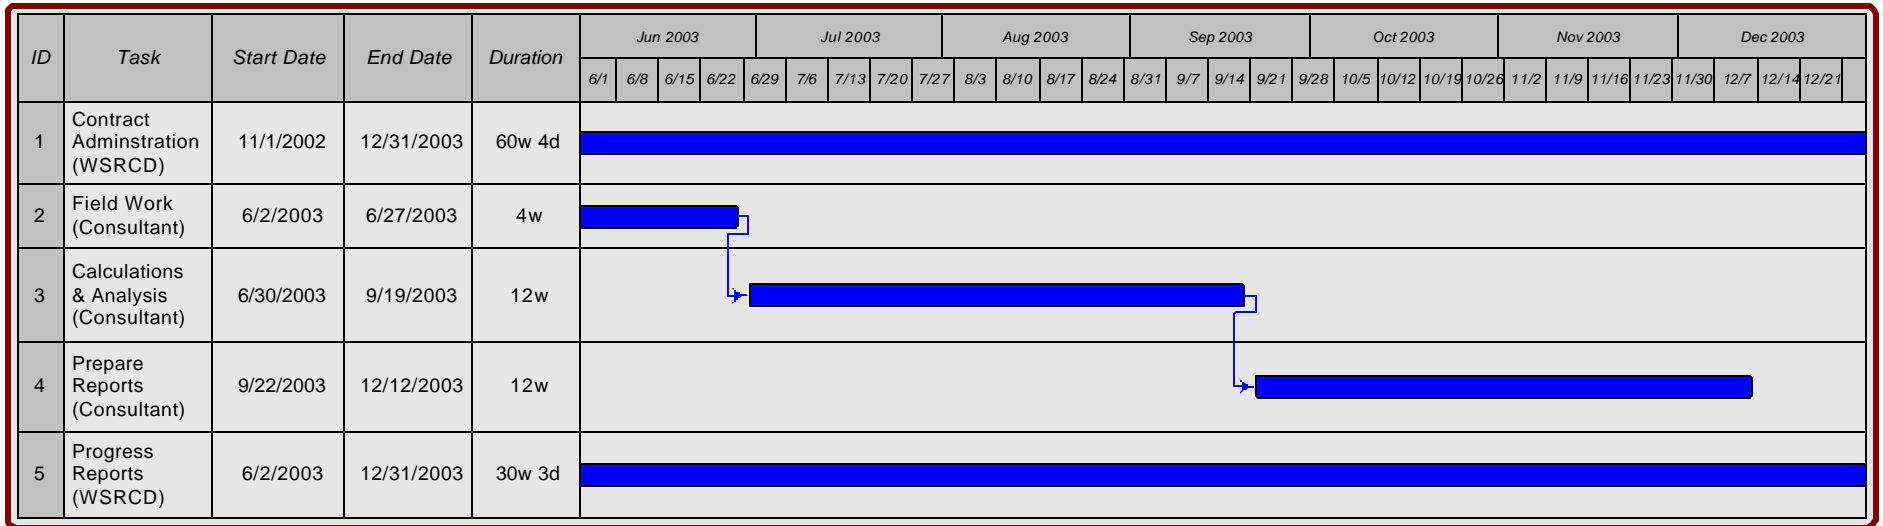 ID Task Start Date End Date Duration Jun 2003 Jul 2003 Aug 2003 Sep 2003 Oct 2003 Nov 2003 Dec 2003
6/1 6/8 6/15 6/22 6/29 7/6 7/13 7/20 7/27 8/3 8/10 8/17 8/24 8/31 9/7 9/14 9/21 9/28 10/5 10/12 10/19 10/26 11/2 11/9 11/16 11/23 11/30 12/7 12/14 12/21
Contract
1 Adminstration 11/1/2002 12/31/2003 60w 4d
(WSRCD)
2 Field Work 6/2/2003 6/27/2003 4w
(Consultant)
Calculations
3 & Analysis 6/30/2003 9/19/2003 12w
(Consultant)
Prepare
4 Reports 9/22/2003 12/12/2003 12w
(Consultant)
Progress
5 Reports 6/2/2003 12/31/2003 30w 3d
(WSRCD)